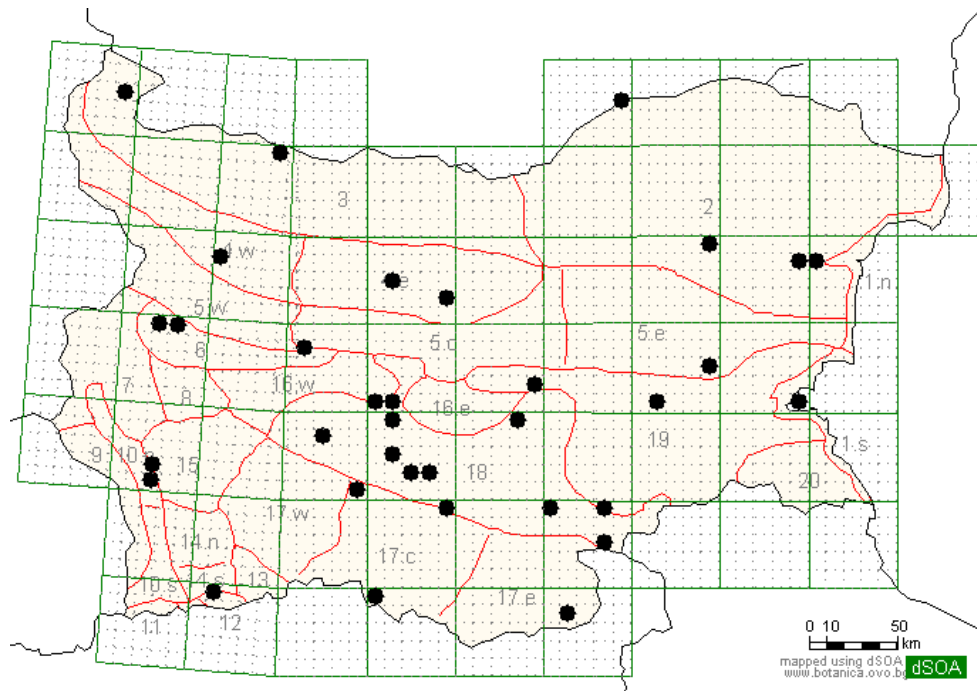 3
2
4.w
e
1.n
5.w
5.c
5.e
6
7
8
16.w
16.e
9
15
18
19
1.s
20
17.w
14.n
17.c
13
10.s
17.e
11
12
0 10 50
km
mapped using dSOA
www.botanica.ovo.bg
dSOA